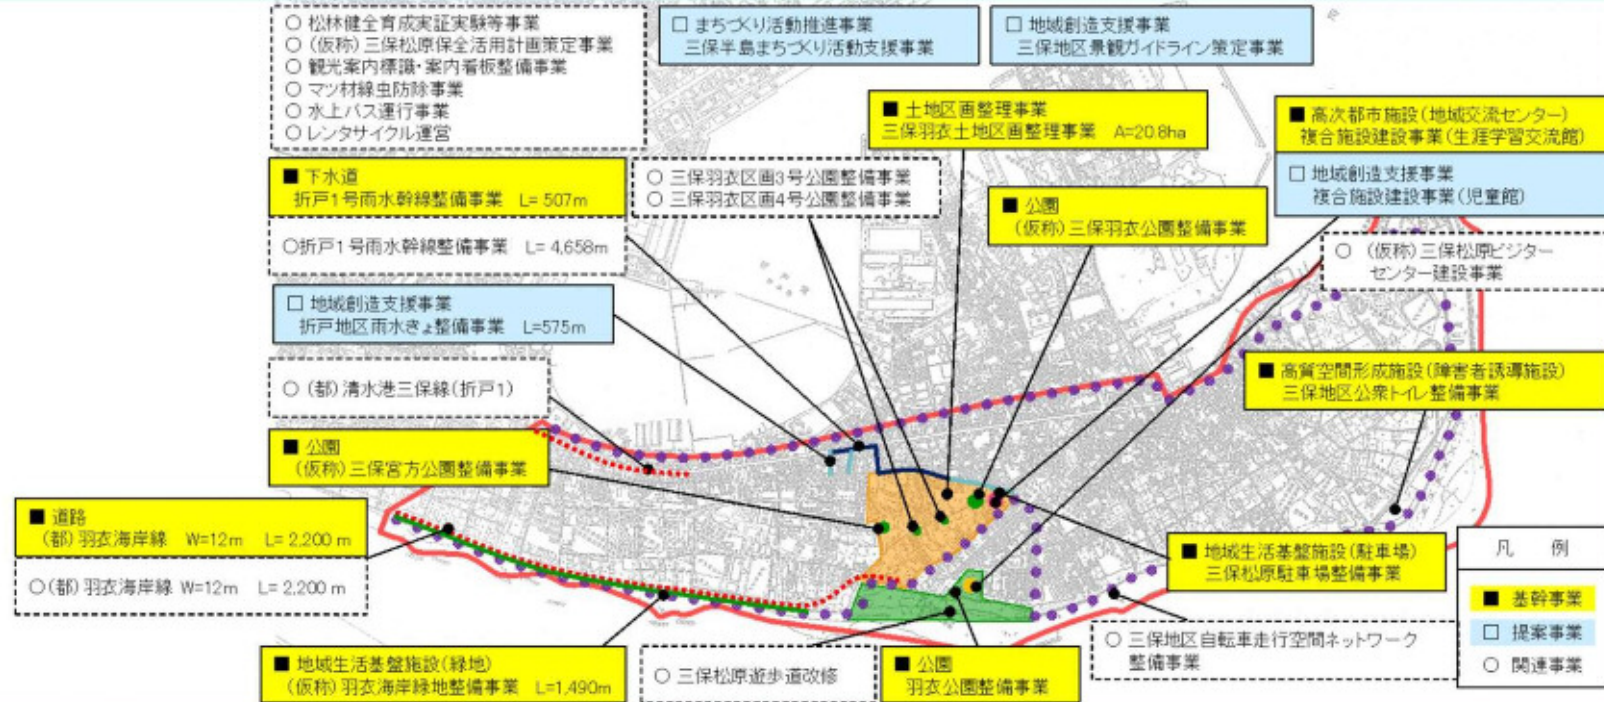 ○ 松林健全育成実証実験等事業
○ (仮称)三保松原保全活用計画策定事業
○ 観光案内標識・案内看板整備事業
○ マツ材線虫防除事業
○ 水上バス運行事業
○ レンタサイクル運営
□ まちづくり活動推進事業
三保半島まちづくり活動支援事業
□ 地域創造支援事業
三保地区景観ガイドライン策定事業
■ 土地区画整理事業
三保羽衣土地区画整理事業 A=20.8ha
■ 高次都市施設(地域交流センター)
複合施設建設事業(生涯学習交流館)
□ 地域創造支援事業
複合施設建設事業(児童館)
■ 下水道
折戸1号雨水幹線整備事業 L= 507m
○折戸1号雨水幹線整備事業 L= 4,658m
○ 三保羽衣区画3号公園整備事業
○ 三保羽衣区画4号公園整備事業
■ 公園
(仮称)三保羽衣公園整備事業
○ (仮称)三保松原ビジター
センター建設事業
□ 地域創造支援事業
折戸地区雨水きょ整備事業 L=575m
○ (都)清水港三保線(折戸1)
■ 高質空間形成施設(障害者誘導施設)
三保地区公衆トイレ整備事業
■ 公園
(仮称)三保宮方公園整備事業
■ 道路
(都)羽衣海岸線 W=12m L= 2,200 m
○(都)羽衣海岸線 W=12m L= 2,200 m
■ 地域生活基盤施設(駐車場)
三保松原駐車場整備事業
■ 地域生活基盤施設(緑地)
(仮称)羽衣海岸緑地整備事業 L=1,490m
○ 三保松原遊歩道改修
■ 公園
羽衣公園整備事業
○ 三保地区自転車走行空間ネットワーク
整備事業
凡 例
■ 基幹事業
□ 提案事業
○ 関連事業